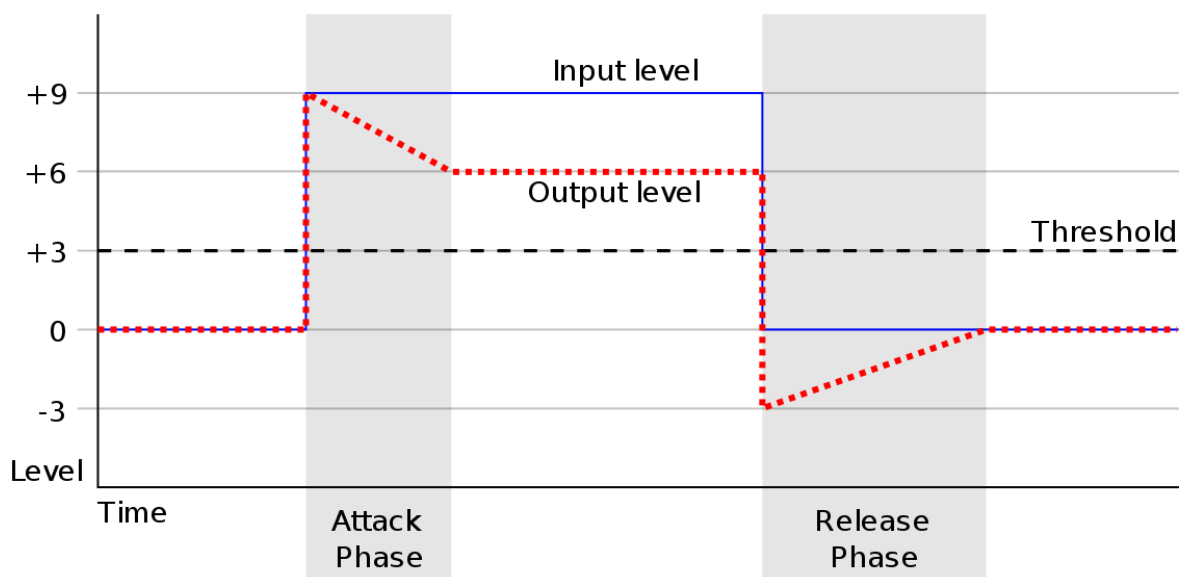 Input level
+9
+6
Output level
Threshold
+3
0
-3
Level
Time
Attack
Phase
Release
Phase